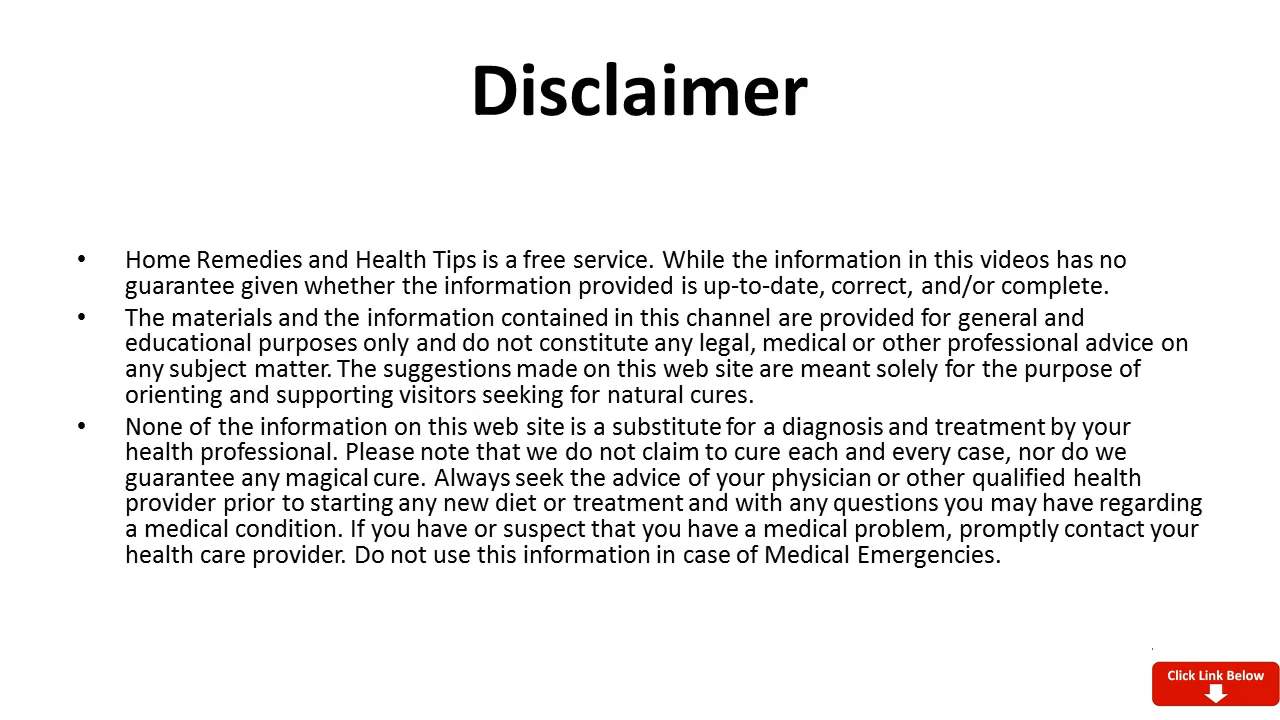 Disclaimer
• Home Remedies and Health Tips is a free service. While the information in this videos has no
guarantee given whether the information provided is up-to-date, correct, and/or complete.
• The materials and the information contained in this channel are provided for general and
educational purposes only and do not constitute any legal, medical or other professional advice on
any subject matter. The suggestions made on this web site are meant solely for the purpose of
orienting and supporting visitors seeking for natural cures.
• None of the information on this web site is a substitute for a diagnosis and treatment by your
health professional. Please note that we do not claim to cure each and every case, nor do we
guarantee any magical cure. Always seek the advice of your physician or other qualified health
provider prior to starting any new diet or treatment and with any questions you may have regarding
a medical condition. If you have or suspect that you have a medical problem, promptly contact your
health care provider. Do not use this information in case of Medical Emergencies.
Click Link Below